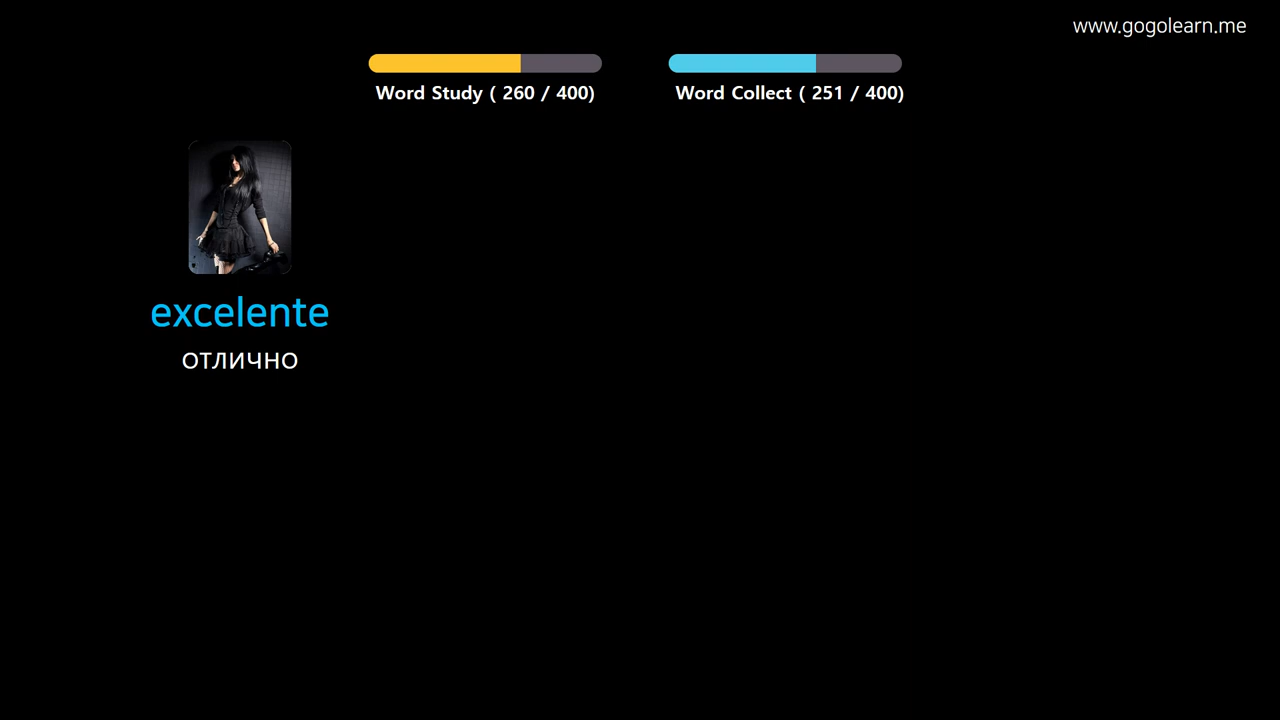 www.gogolearn.me
Word Study ( 260 / 400)
Word Collect ( 251 / 400)
excelente
отлично